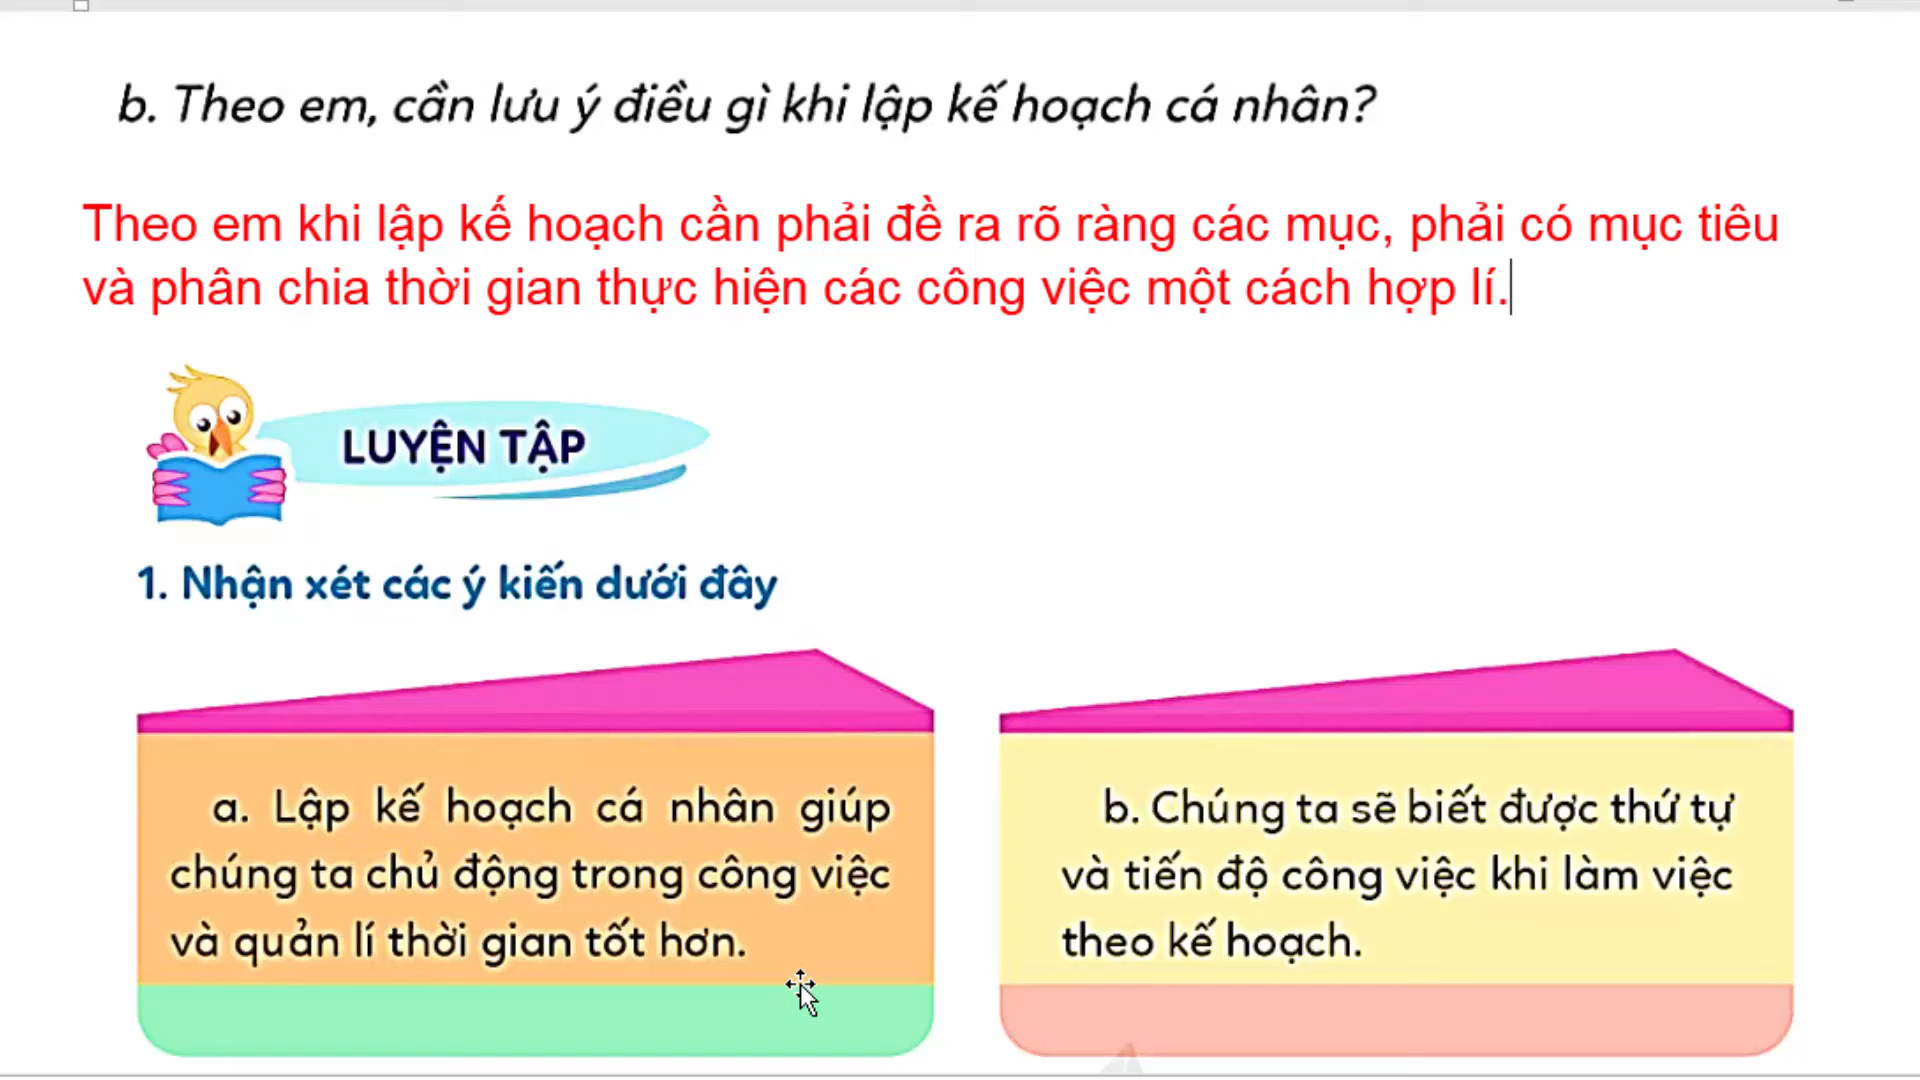 b. Theo em, cần lưu ý điều gì khi lập kế hoạch cá nhân?
Theo em khi lập kế hoạch cần phải đề ra rõ ràng các mục, phải có mục tiêu
và phân chia thời gian thực hiện các công việc một cách hợp lí.
LUYỆN TẬP
1. Nhận xét các ý kiến dưới đây
a. Lập kế hoạch cá nhân giúp
chúng ta chủ động trong công việc
và quản lí thời gian tốt hơn.
b. Chúng ta sẽ biết được thứ tự
và tiến độ công việc khi làm việc
theo kế hoạch.